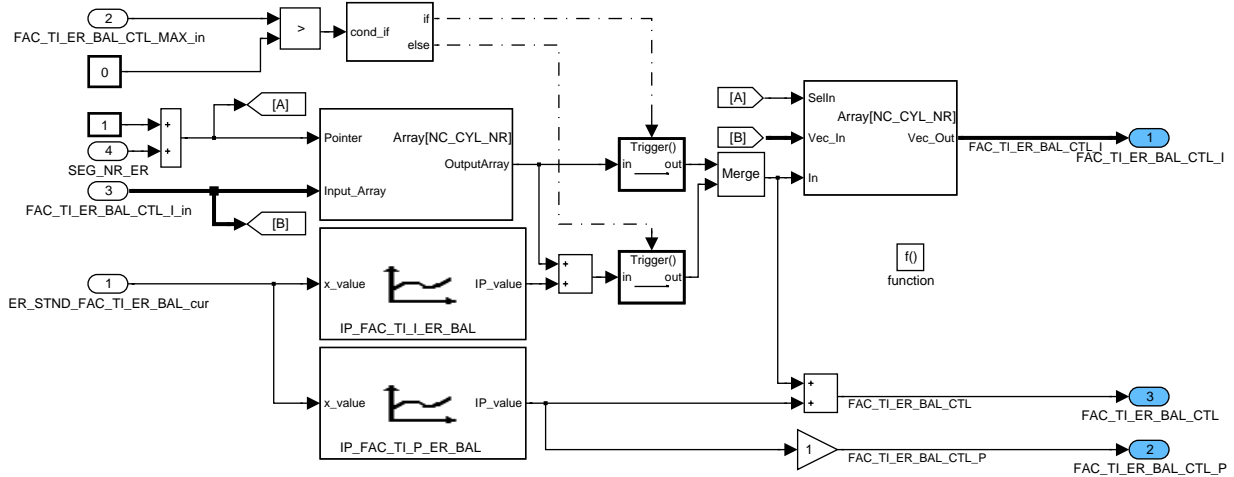 2
FAC_TI_ER_BAL_CTL_MAX_in
0
>
cond_if
if
else
1
+
+
4
SEG_NR_ER
3
FAC_TI_ER_BAL_CTL_I_in
[A]
[B]
Pointer
Array[NC_CYL_NR]
OutputArray
Input_Array
Trigger()
in
out
Trigger()
in
out
+
+
Merge
[A]
[B]
SelIn
Array[NC_CYL_NR]
Vec_In
Vec_Out
In
FAC_TI_ER_BAL_CTL_I
1
FAC_TI_ER_BAL_CTL_I
f()
function
1
ER_STND_FAC_TI_ER_BAL_cur
x_value
IP_value
IP_FAC_TI_I_ER_BAL
x_value
IP_value
IP_FAC_TI_P_ER_BAL
+
+
FAC_TI_ER_BAL_CTL
3
FAC_TI_ER_BAL_CTL
1
FAC_TI_ER_BAL_CTL_P
2
FAC_TI_ER_BAL_CTL_P